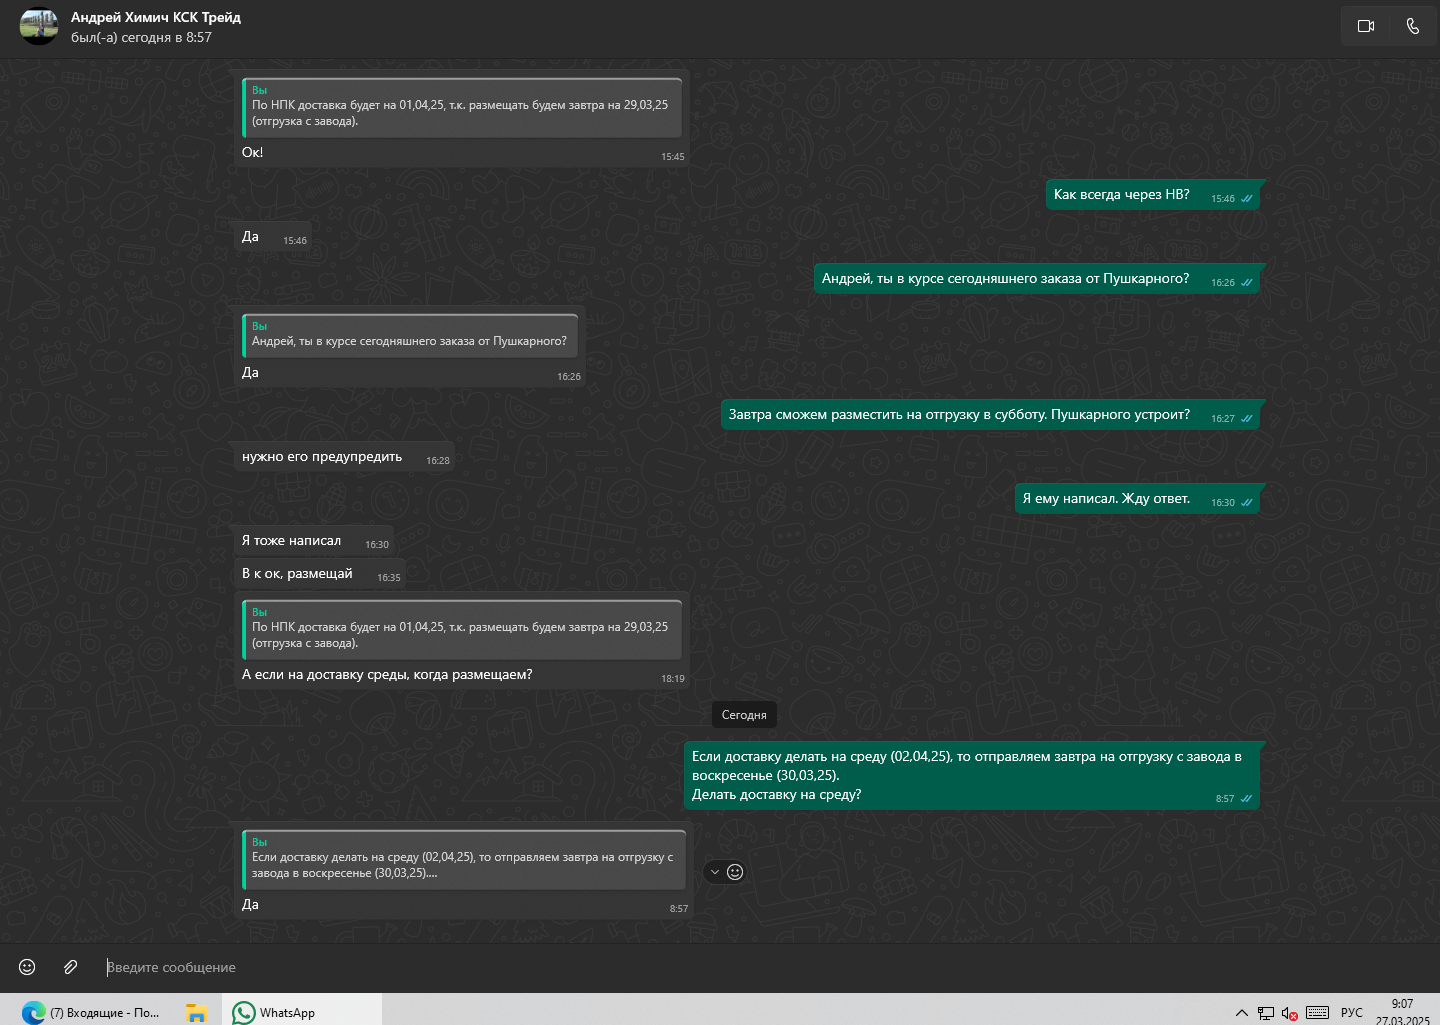 Андрей Химич КСК Трейд
был(-а) сегодня в 8:57
Вы
По НПК доставка будет на 01,04,25, т.к. размещать будем завтра на 29,03,25
(отгрузка с завода).
Ок!
15:45
Как всегда через НВ?
15:46
Да
15:46
Андрей, ты в курсе сегодняшнего заказа от Пушкарного?
16:26
Вы
Андрей, ты в курсе сегодняшнего заказа от Пушкарного?
Да
16:26
Завтра сможем разместить на отгрузку в субботу. Пушкарного устроит?
16:27
нужно его предупредить
16:28
Я ему написал. Жду ответ.
16:30
Я тоже написал
16:30
В к ок, размещай
16:35
Вы
По НПК доставка будет на 01,04,25, т.к. размещать будем завтра на 29,03,25
(отгрузка с завода).
А если на доставку среды, когда размещаем?
18:19
Сегодня
Если доставку делать на среду (02,04,25), то отправляем завтра на отгрузку с завода в
воскресенье (30,03,25).
Делать доставку на среду?
8:57
Вы
Если доставку делать на среду (02,04,25), то отправляем завтра на отгрузку с
завода в воскресенье (30,03,25)....
Да
8:57
Введите сообщение
(7) Входящие - По...
WhatsApp
РУС
9:07
27.03.2025